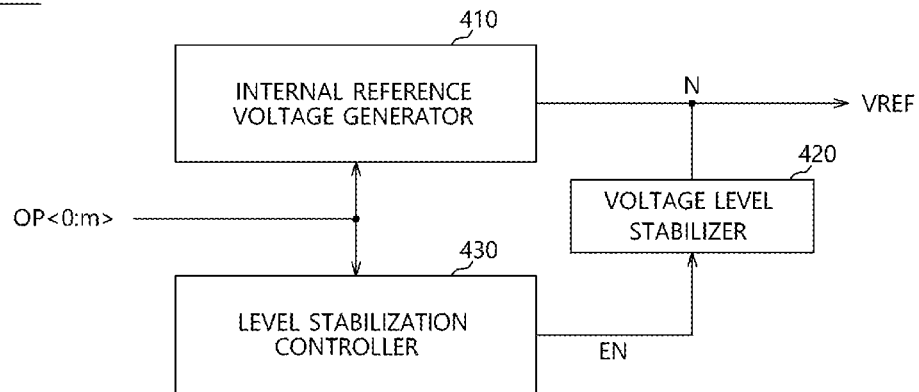 410
INTERNAL REFERENCE
VOLTAGE GENERATOR
N
VREF
420
VOLTAGE LEVEL
STABILIZER
OP<0:m>
430
LEVEL STABILIZATION
CONTROLLER
EN